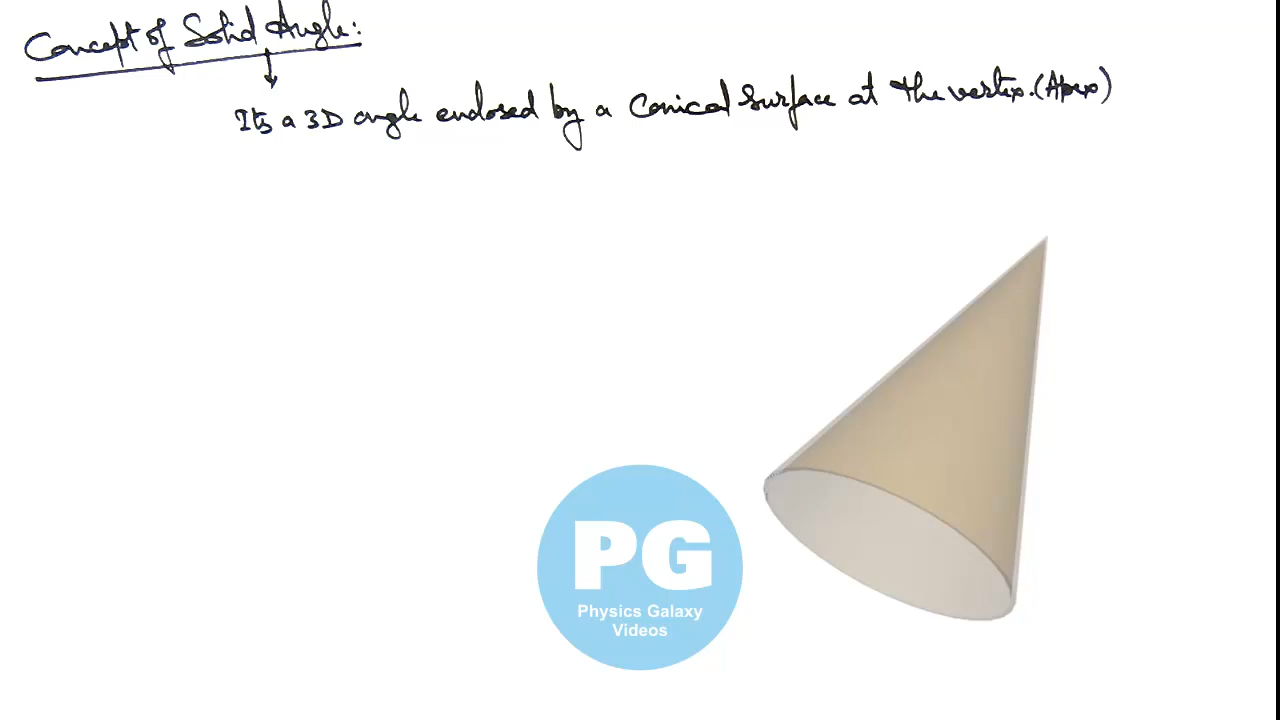 Concept of Solid Angle:
Its a 3D angle enclosed by a Conical Surface at the vertex. (Apex)
PG
Physics Galaxy
Videos